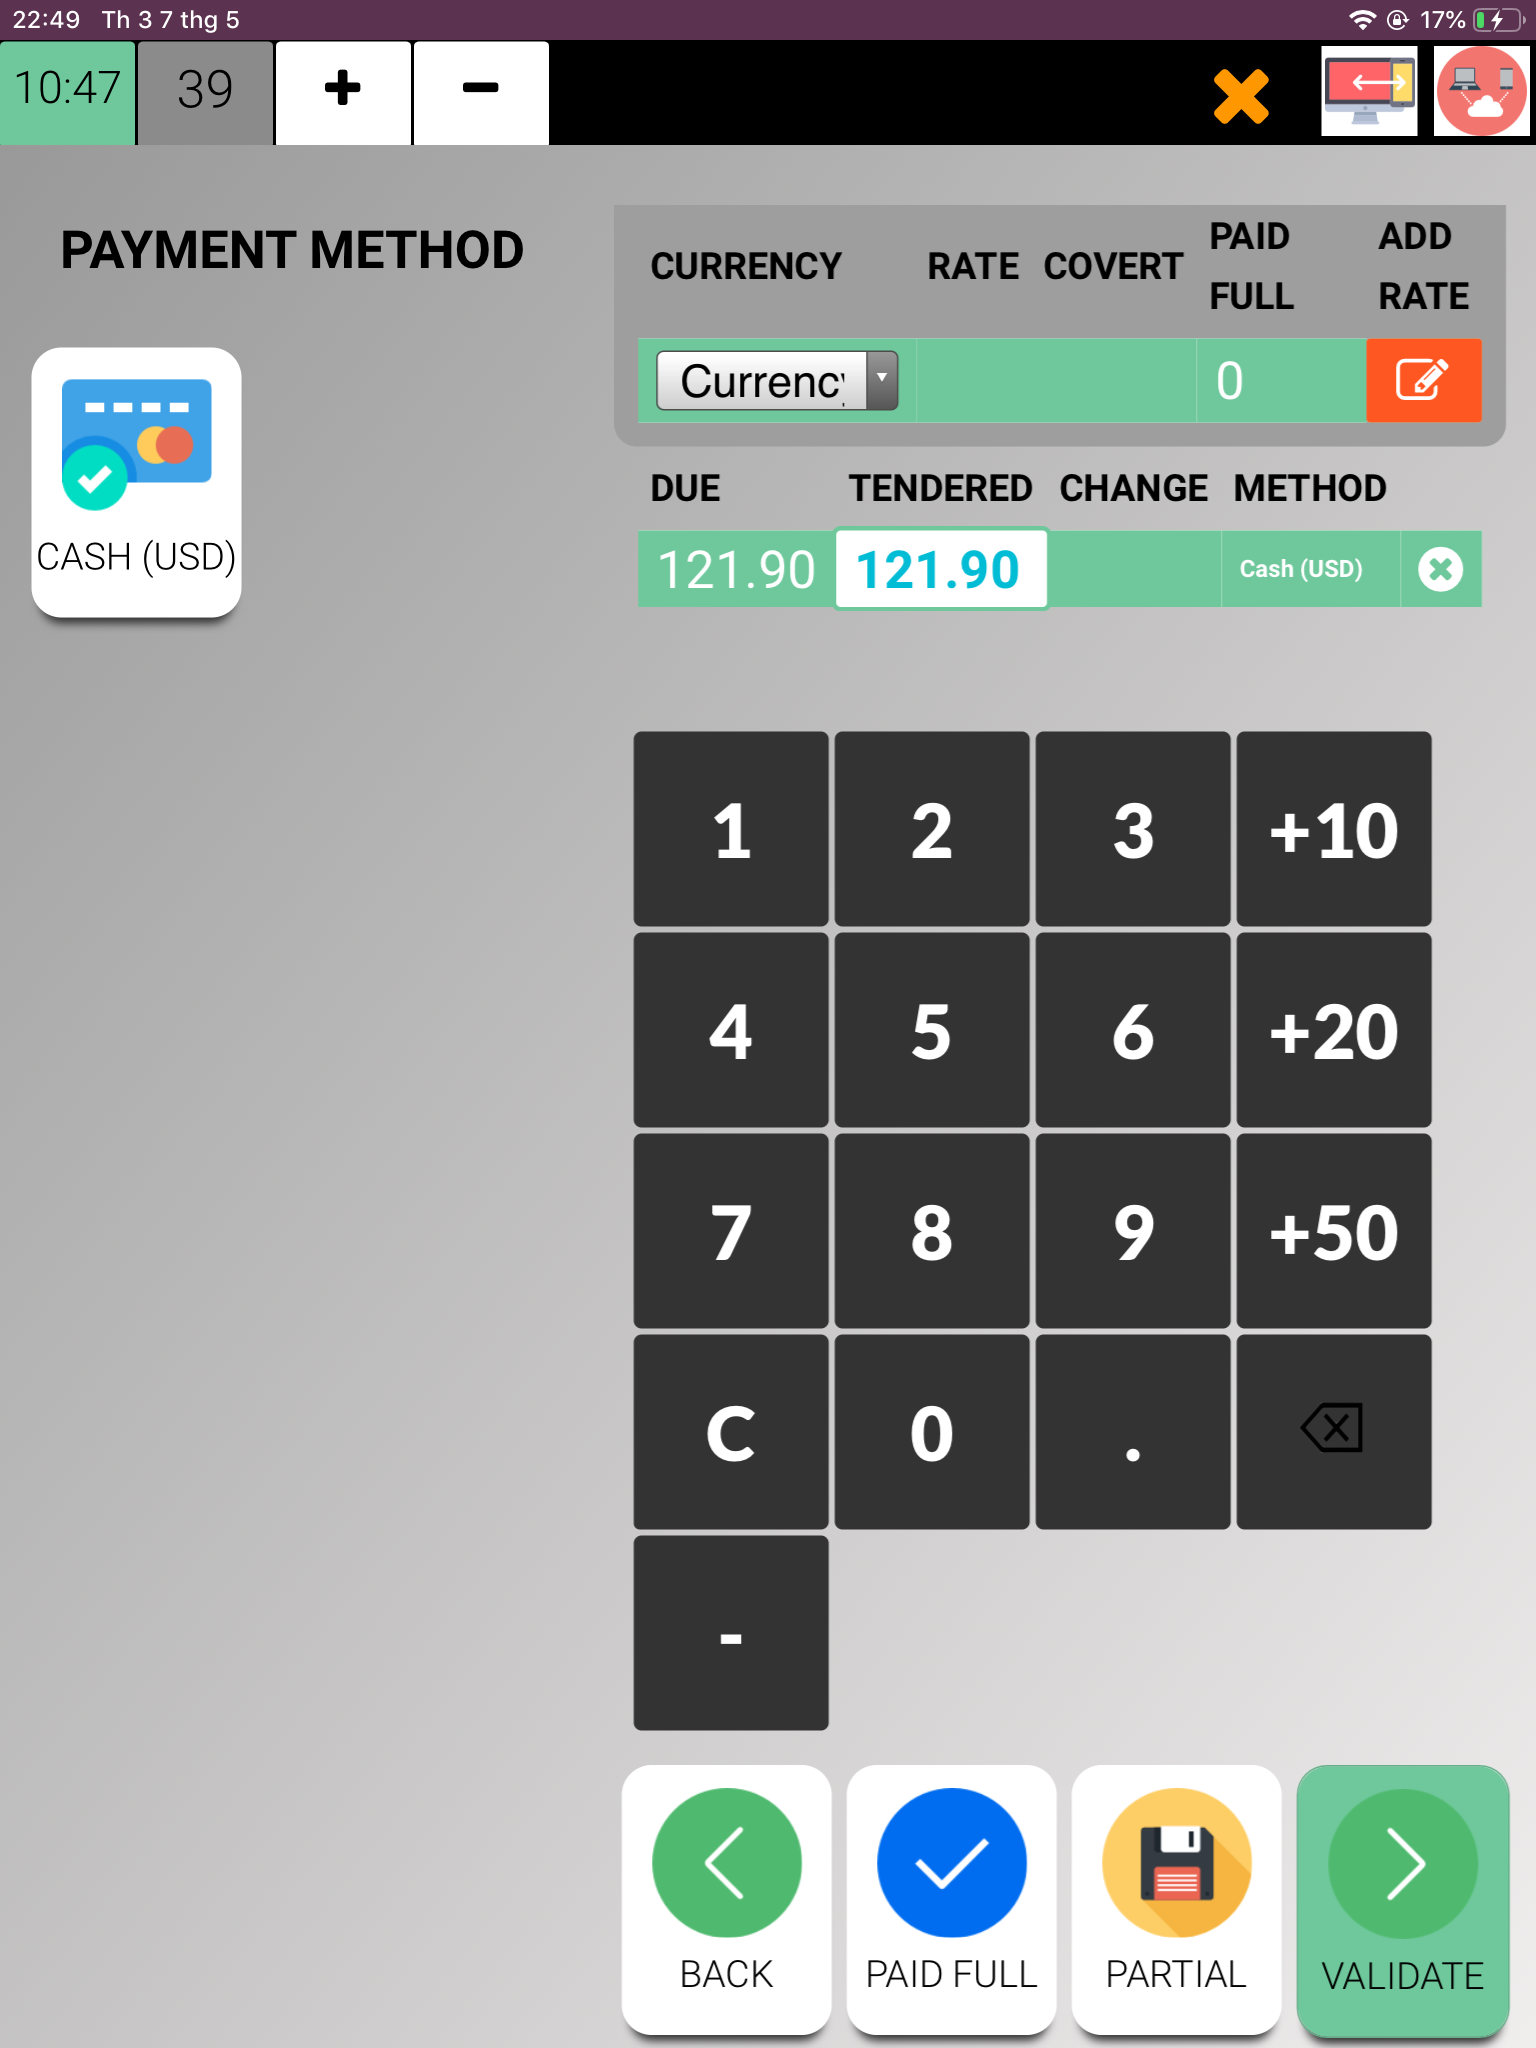 22:49 Th 3 7 thg 5
17%
10:47
39
PAYMENT METHOD
CASH (USD)
CURRENCY RATE COVERT PAID FULL ADD RATE
Currency 0
DUE TENDERED CHANGE METHOD
121.90 121.90 Cash (USD)
1 2 3 +10
4 5 6 +20
7 8 9 +50
C 0 .
-
BACK PAID FULL PARTIAL VALIDATE